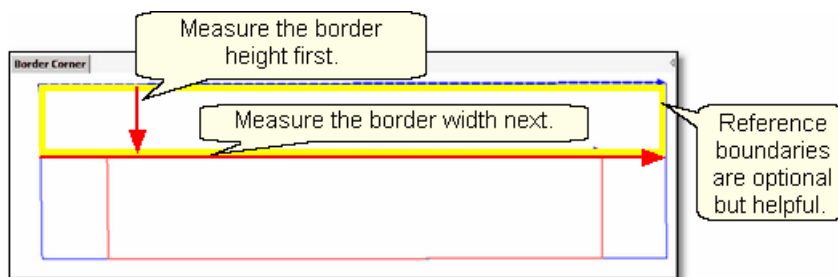 Measure the border
height first.
Border Corner
Measure the border width next.
Reference
boundaries
are optional
but helpful.